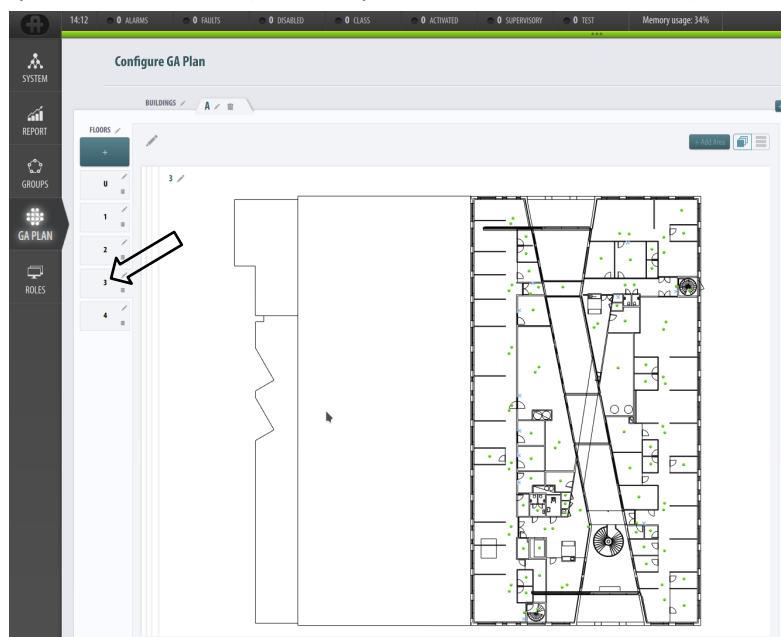 14:12 0 ALARMS 0 FAULTS 0 DISABLED 0 CLASS 0 ACTIVATED 0 SUPERVISORY 0 TEST Memory usage: 34%
SYSTEM
REPORT
GROUPS
GA PLAN
ROLES
Configure GA Plan
BUILDINGS A
FLOORS
+
U
1
2
3
4
+ Add Area
3